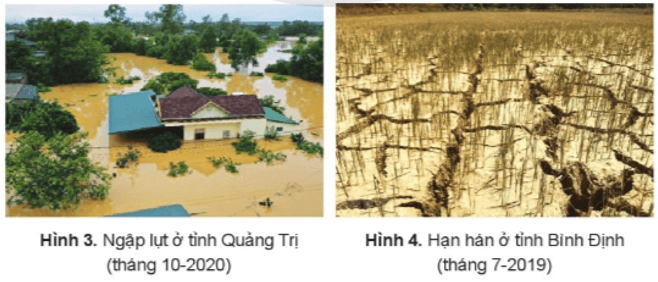 Hình 3. Ngập lụt ở tỉnh Quảng Trị
(tháng 10-2020)
Hình 4. Hạn hán ở tỉnh Bình Định
(tháng 7-2019)